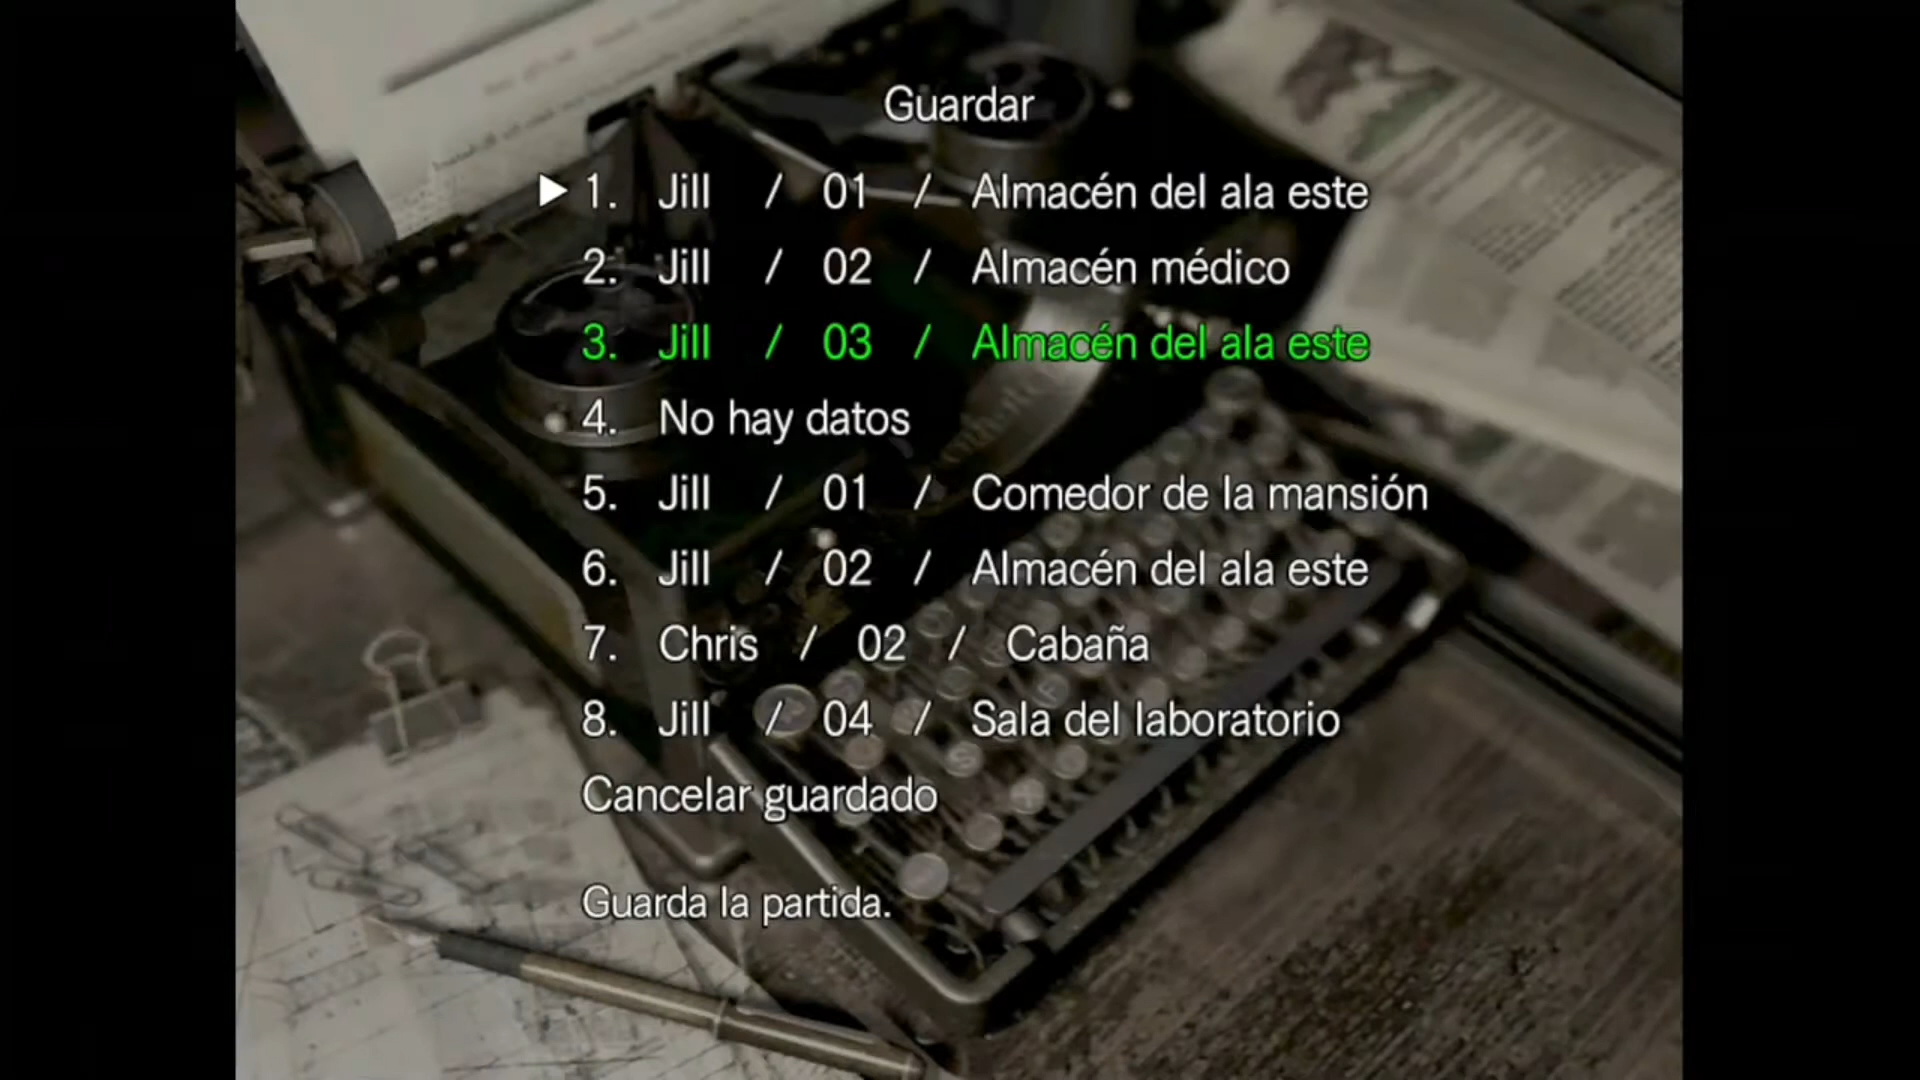 Guardar
1. Jill / 01 / Almacén del ala este
2. Jill / 02 / Almacén médico
3. Jill / 03 / Almacén del ala este
4. No hay datos
5. Jill / 01 / Comedor de la mansión
6. Jill / 02 / Almacén del ala este
7. Chris / 02 / Cabaña
8. Jill / 04 / Sala del laboratorio
Cancelar guardado
Guarda la partida.